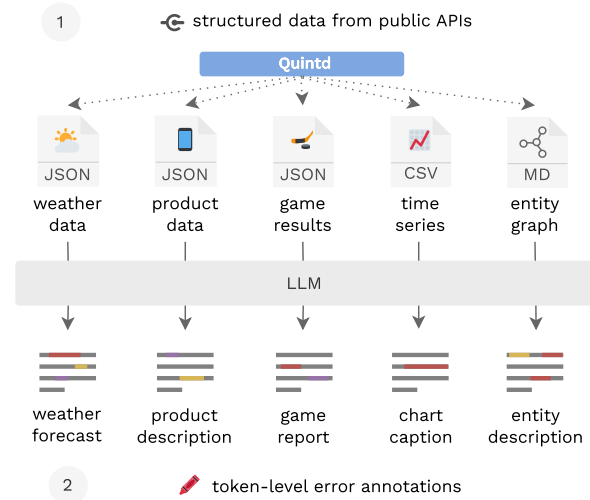 1
structured data from public APIs
Quintd
JSON JSON JSON CSV MD
weather data
product data
game results
time series
entity graph
LLM
weather forecast
product description
game report
chart caption
entity description
2
token-level error annotations